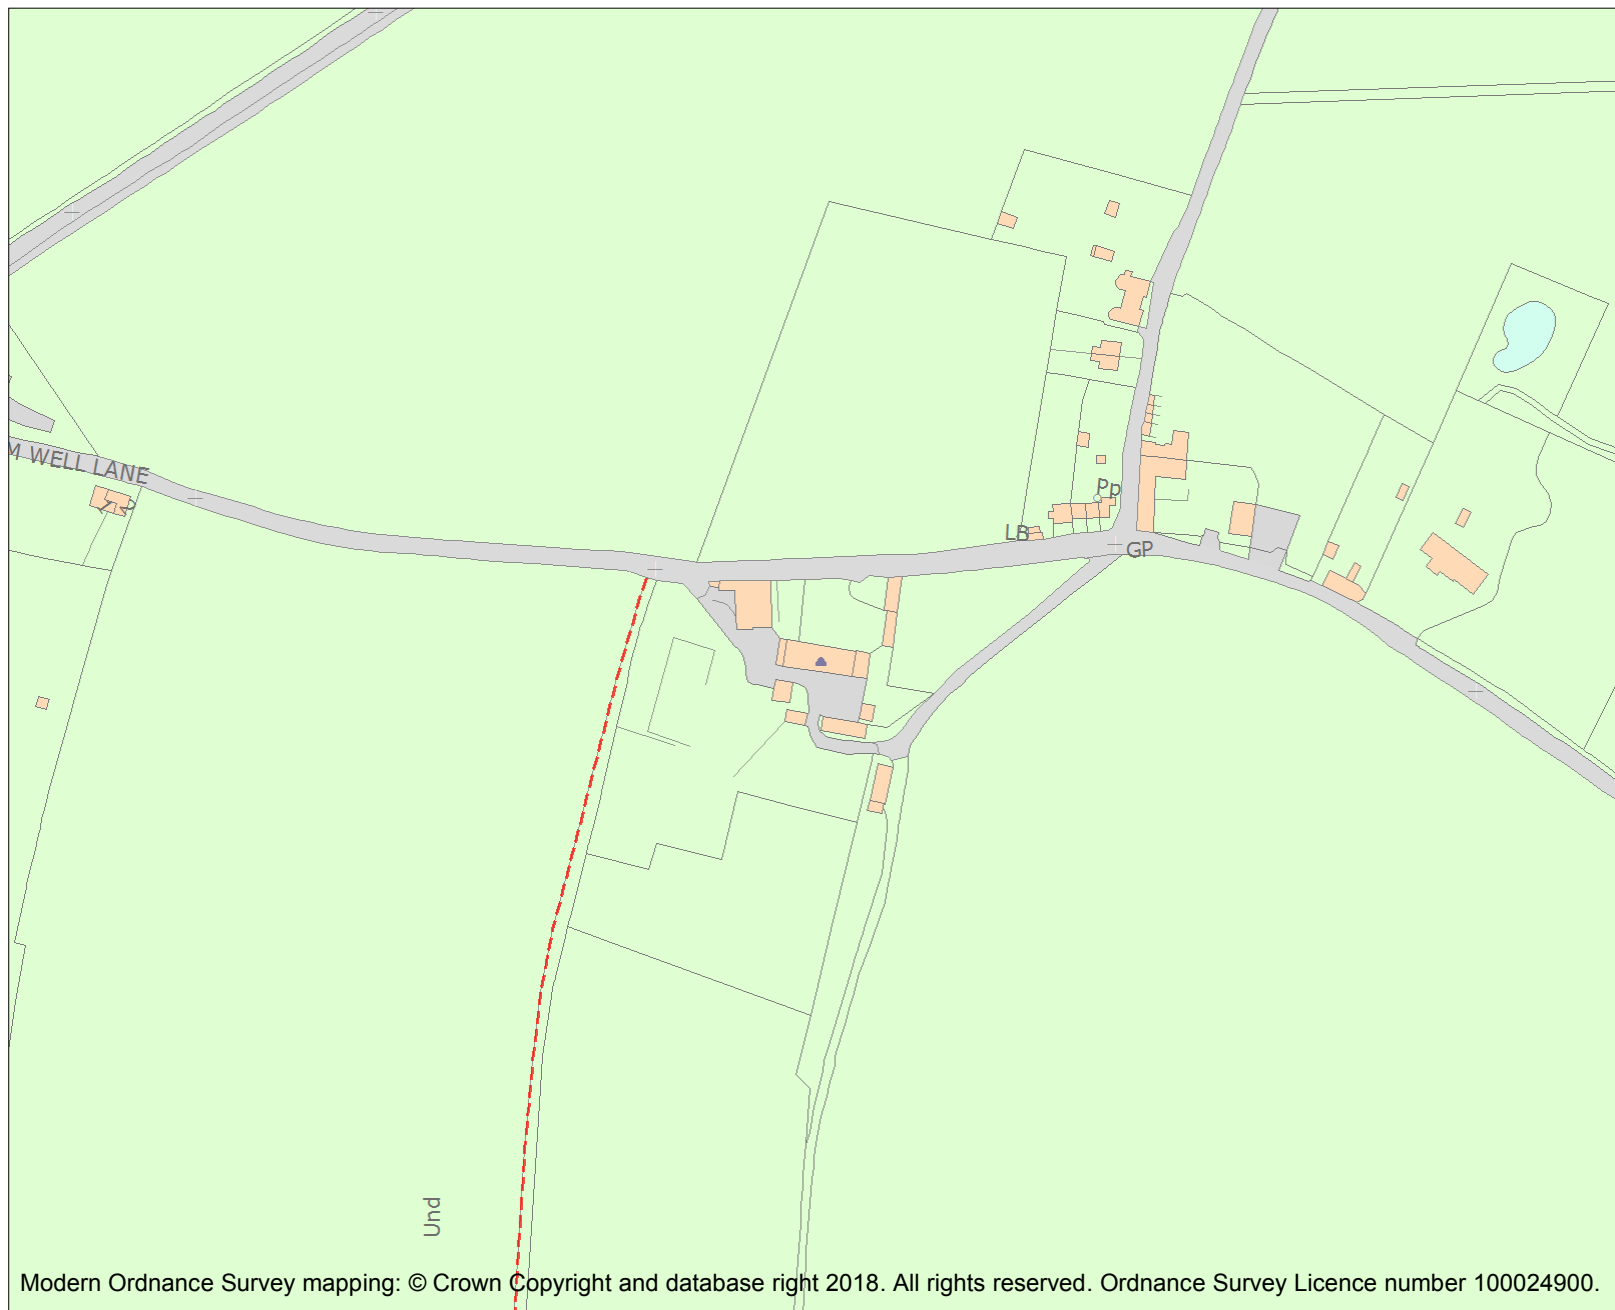 M WELL LANE
Pp
LB
GP
Und
Modern Ordnance Survey mapping: © Crown Copyright and database right 2018. All rights reserved. Ordnance Survey Licence number 100024900.